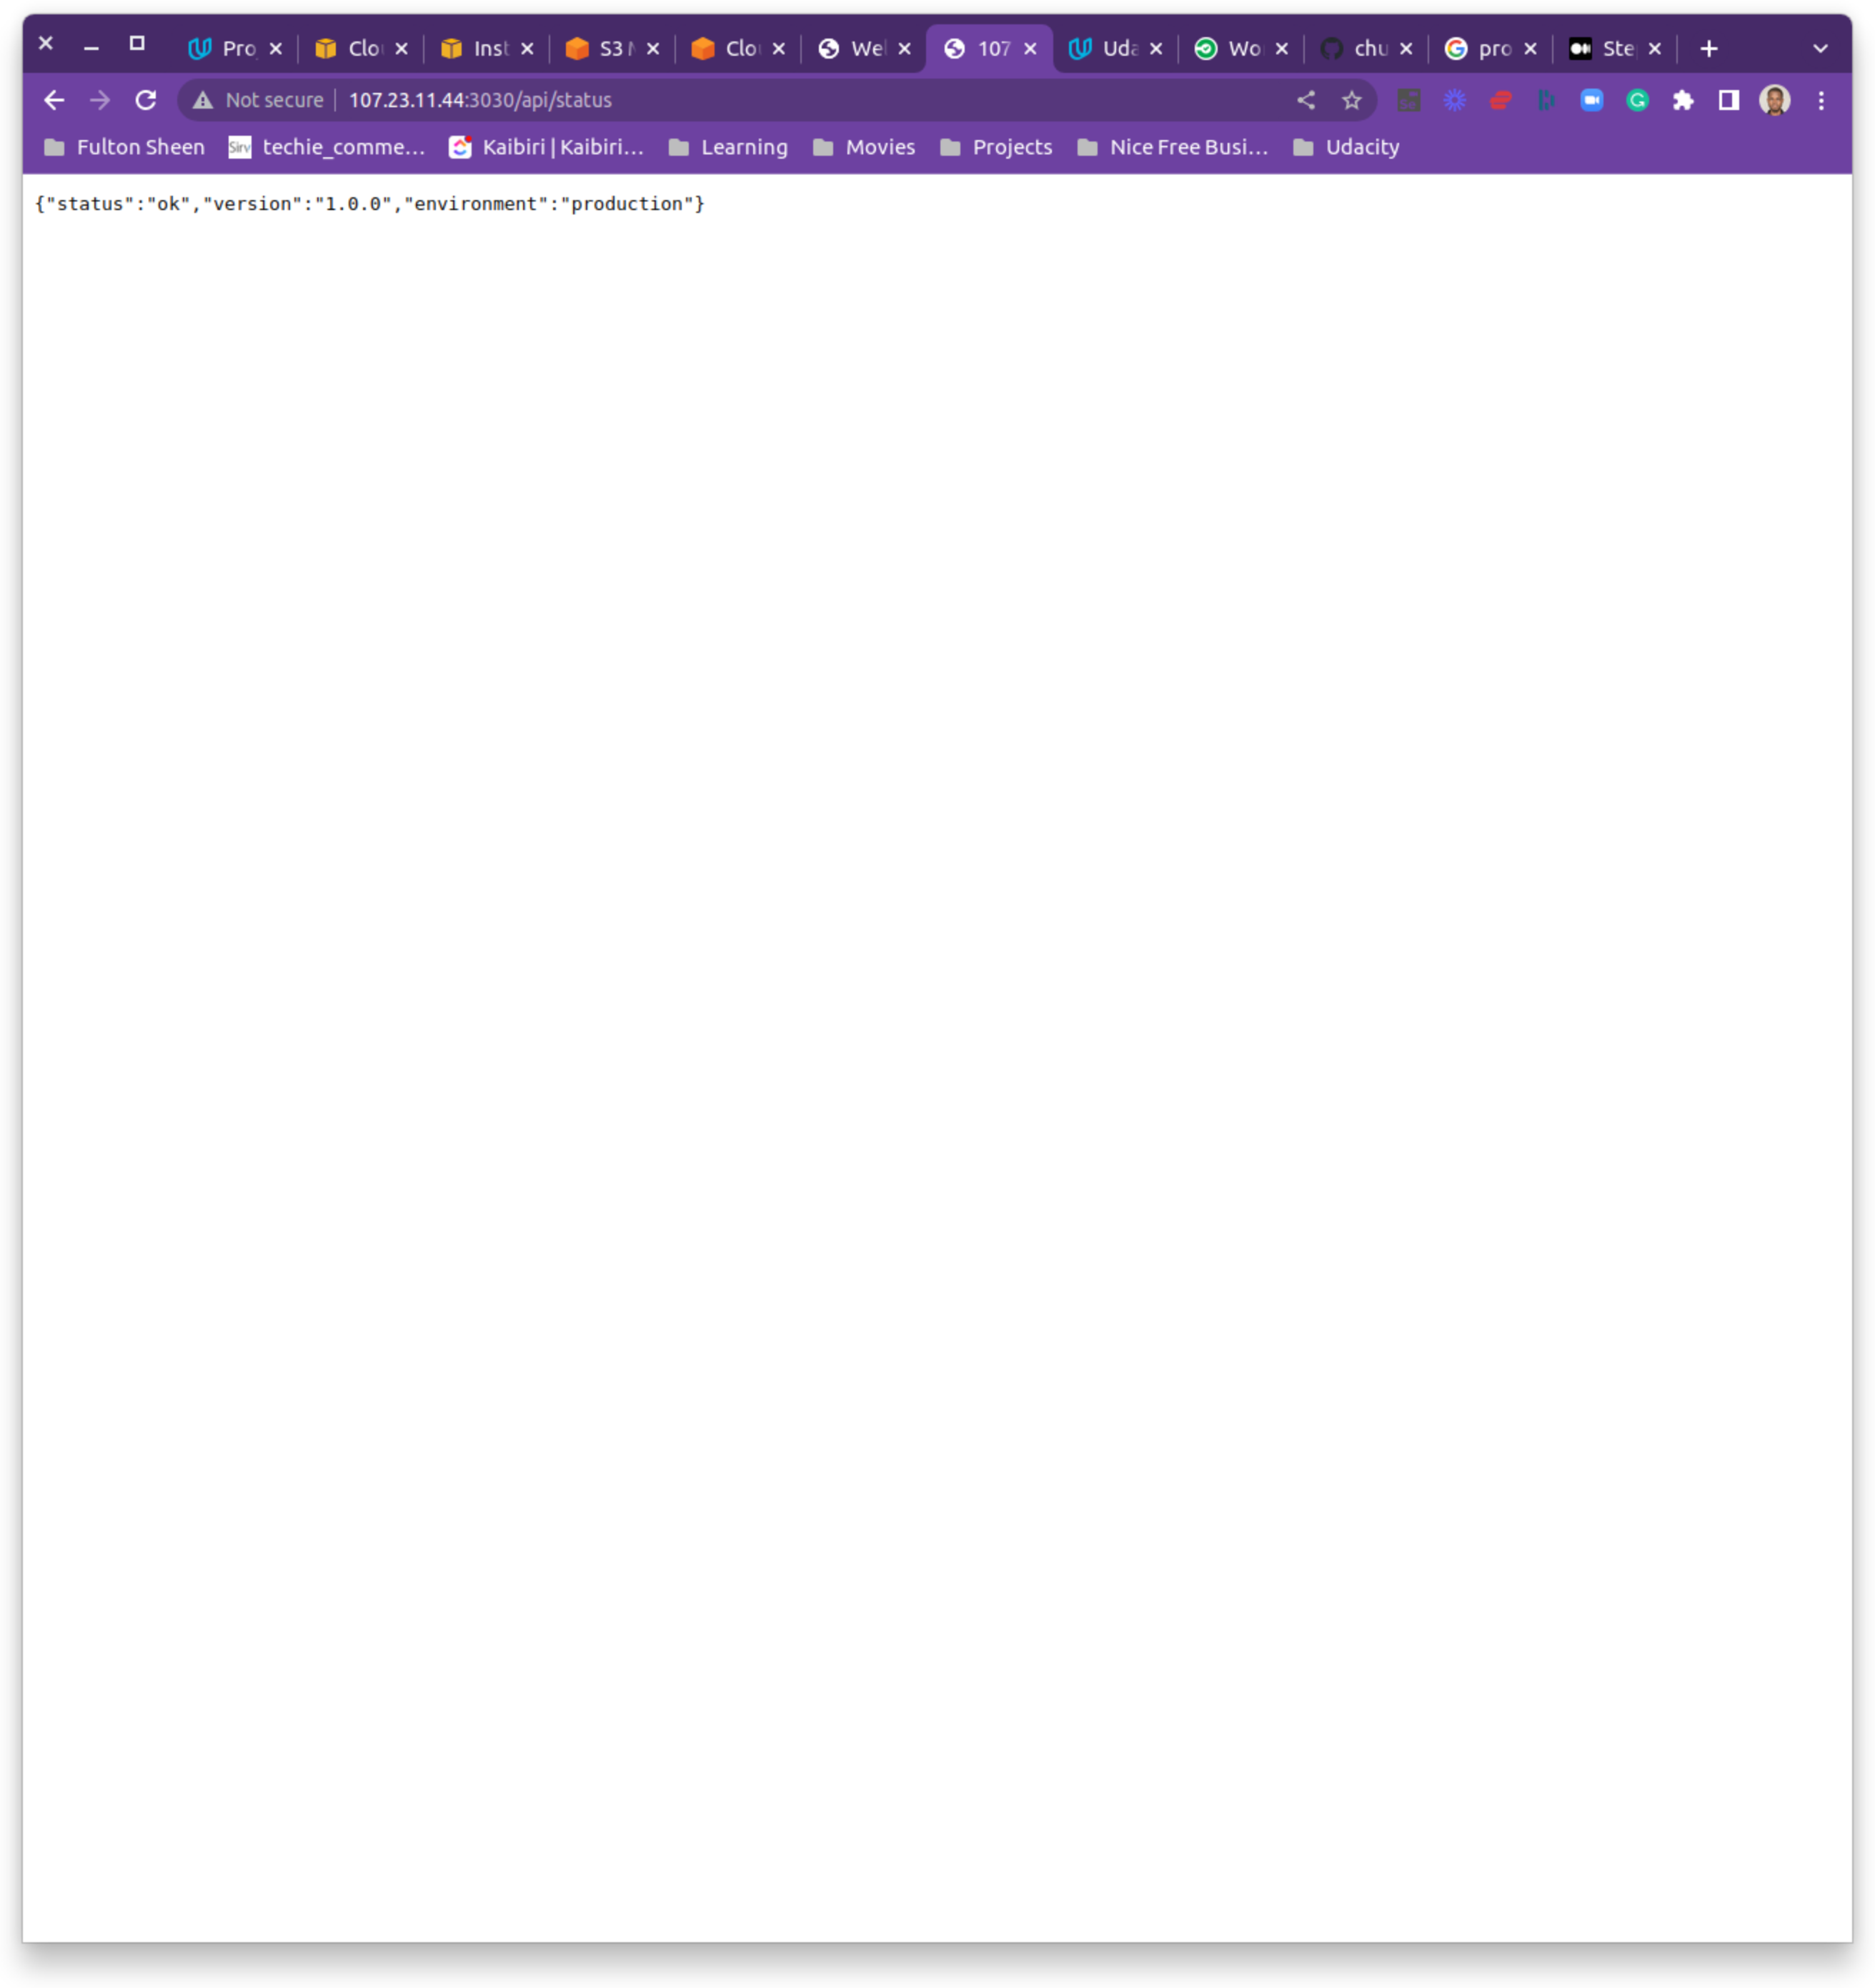 Pro Clo Inst S3 M Clo Wel 107 Uda Wo chu pro Ste
Not secure 107.23.11.44:3030/api/status
Fulton Sheen Sirv techie_comme... Kaibiri | Kaibiri... Learning Movies Projects Nice Free Busi... Udacity
{"status":"ok","version":"1.0.0","environment":"production"}